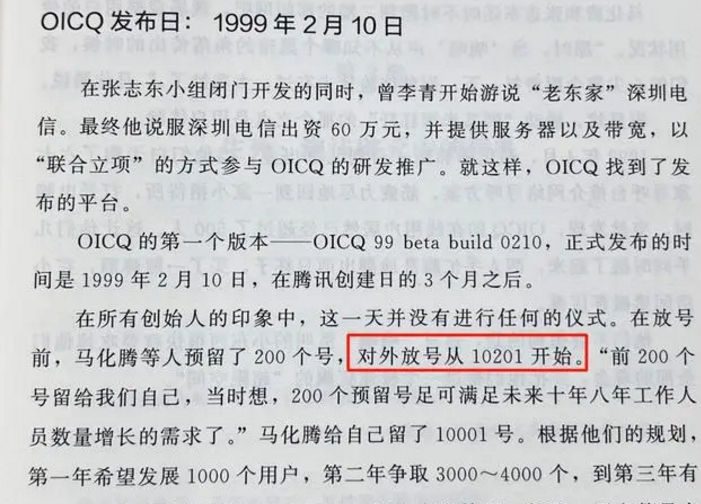 OICQ 发布日： 1999 年 2 月 10 日
在张志东小组闭门开发的同时，曾李青开始游说“老东家”深圳电
信。最终他说服深圳电信出资 60 万元，并提供服务器以及带宽，以
“联合立项”的方式参与 OICQ 的研发推广。就这样，OICQ 找到了发
布的平台。
OICQ 的第一个版本——OICQ 99 beta build 0210，正式发布的时
间是 1999 年 2 月 10 日，在腾讯创建日的 3 个月之后。
在所有创始人的印象中，这一天并没有进行任何的仪式。在放号
前，马化腾等人预留了 200 个号，对外放号从 10201 开始。“前 200 个
号留给我们自己，当时想，200 个预留号足可满足未来十年八年工作人
员数量增长的需求了。”马化腾给自己留了 10001 号。根据他们的规划，
第一年希望发展 1000 个用户，第二年争取 3000～4000 个，到第三年有